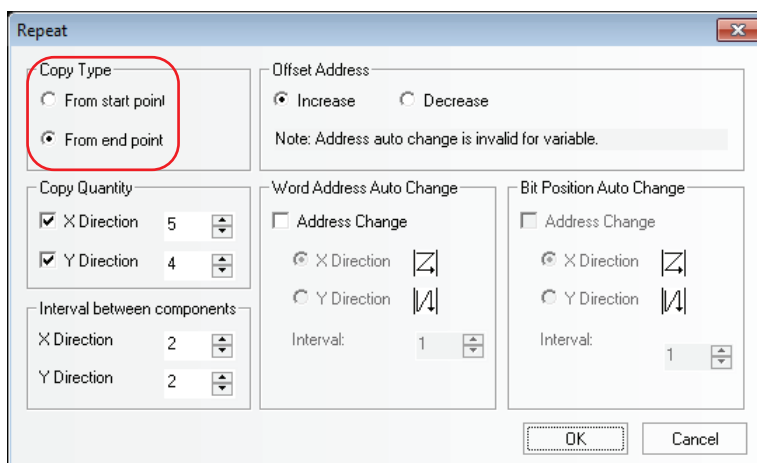 Repeat
Copy Type
From start point
From end point
Offset Address
Increase Decrease
Note: Address auto change is invalid for variable.
Copy Quantity
X Direction 5
Y Direction 4
Interval between components
X Direction 2
Y Direction 2
Word Address Auto Change
Address Change
X Direction
Y Direction
Interval: 1
Bit Position Auto Change
Address Change
X Direction
Y Direction
Interval: 1
OK Cancel